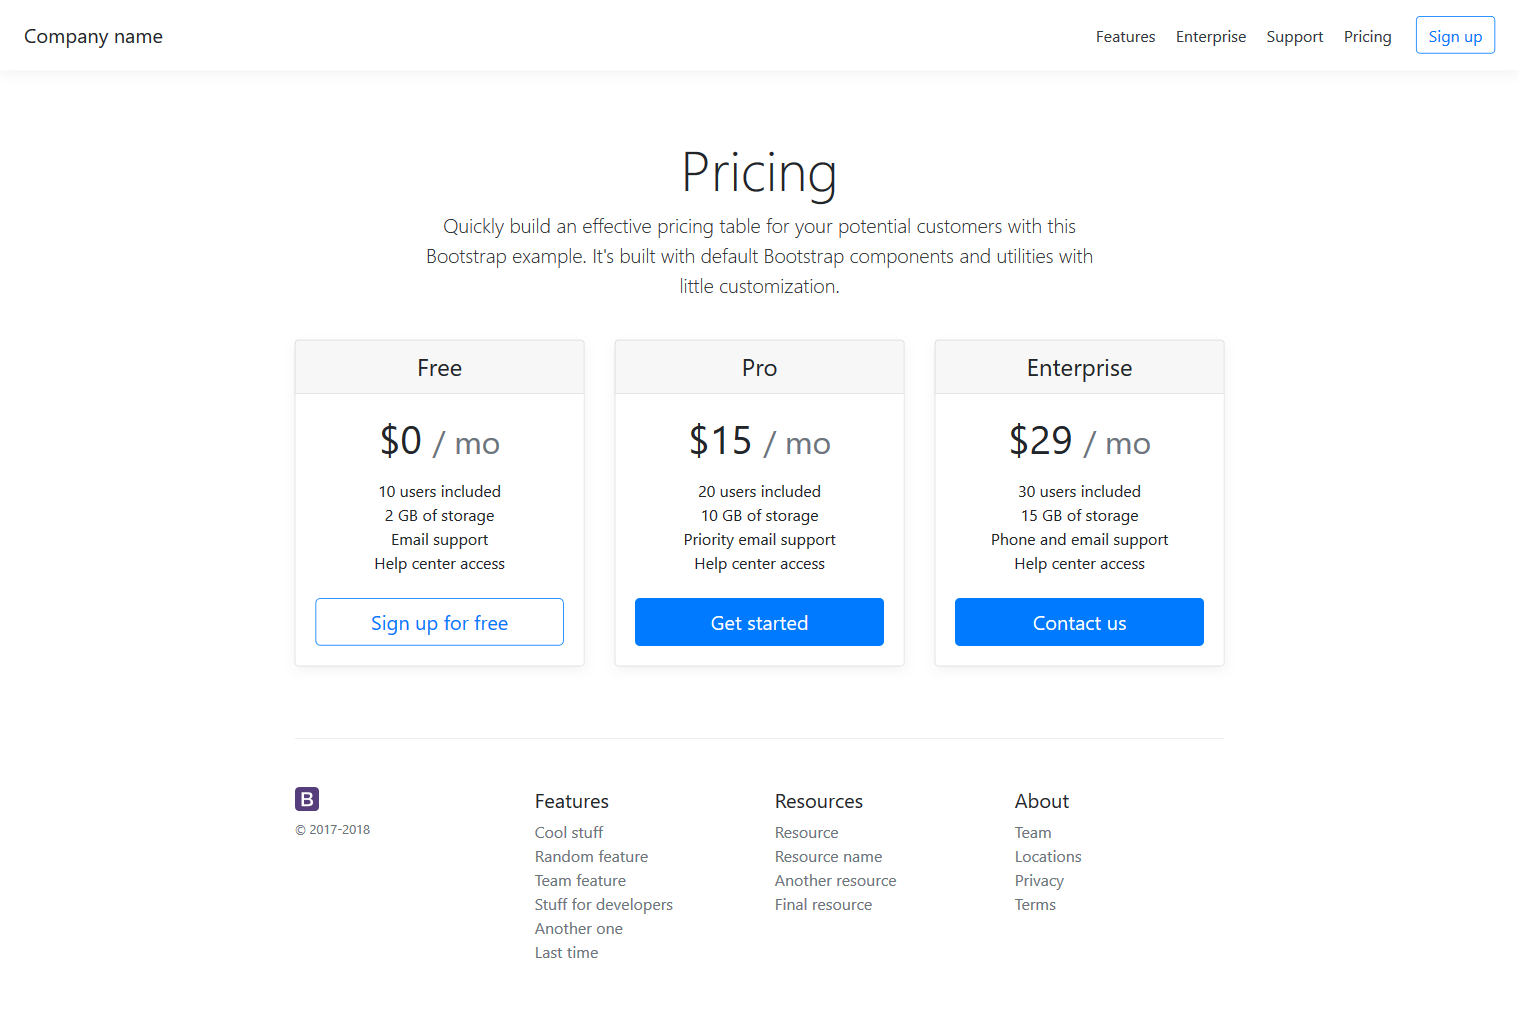 Company name
Features Enterprise Support Pricing Sign up
Pricing
Quickly build an effective pricing table for your potential customers with this
Bootstrap example. It's built with default Bootstrap components and utilities with
little customization.
Free
$0 / mo
10 users included
2 GB of storage
Email support
Help center access
Sign up for free
Pro
$15 / mo
20 users included
10 GB of storage
Priority email support
Help center access
Get started
Enterprise
$29 / mo
30 users included
15 GB of storage
Phone and email support
Help center access
Contact us
B
© 2017-2018
Features
Cool stuff
Random feature
Team feature
Stuff for developers
Another one
Last time
Resources
Resource
Resource name
Another resource
Final resource
About
Team
Locations
Privacy
Terms